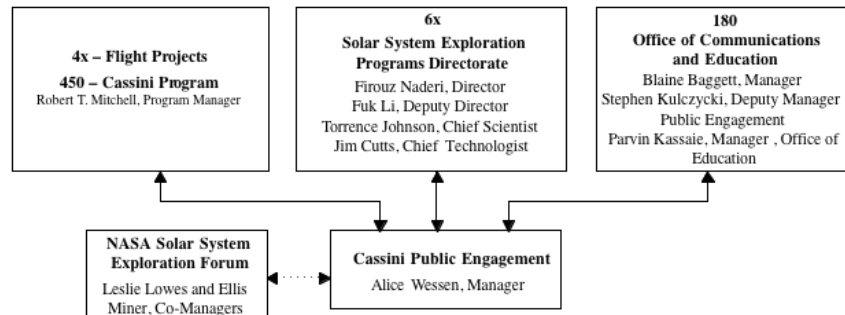 4x – Flight Projects
450 – Cassini Program
Robert T. Mitchell, Program Manager
6x
Solar System Exploration
Programs Directorate
Firouz Naderi, Director
Fuk Li, Deputy Director
Torrence Johnson, Chief Scientist
Jim Cutts, Chief Technologist
180
Office of Communications
and Education
Blaine Baggett, Manager
Stephen Kulczycki, Deputy Manager
Public Engagement
Parvin Kassaie, Manager , Office of
Education
NASA Solar System
Exploration Forum
Leslie Lowes and Ellis
Miner, Co-Managers
Cassini Public Engagement
Alice Wessen, Manager